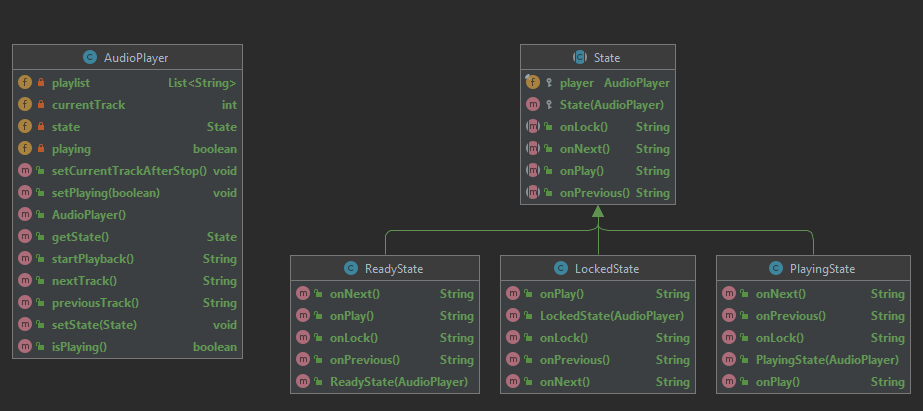 AudioPlayer
playlist List<String>
currentTrack int
state State
playing boolean
setCurrentTrackAfterStop() void
setPlaying(boolean) void
AudioPlayer()
getState() State
startPlayback() String
nextTrack() String
previousTrack() String
setState(State) void
isPlaying() boolean
State
player AudioPlayer
State(AudioPlayer)
onLock() String
onNext() String
onPlay() String
onPrevious() String
ReadyState
onNext() String
onPlay() String
onLock() String
onPrevious() String
ReadyState(AudioPlayer)
LockedState
onPlay() String
LockedState(AudioPlayer)
onLock() String
onPrevious() String
onNext() String
PlayingState
onNext() String
onPrevious() String
onLock() String
PlayingState(AudioPlayer)
onPlay() String